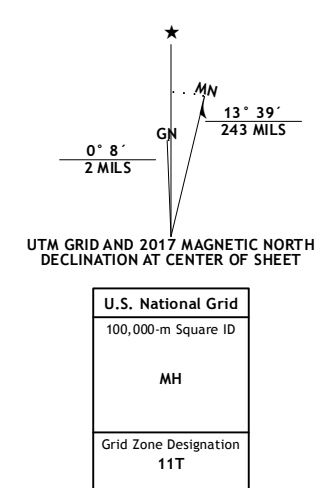 ★
MN
13° 39´
243 MILS
GN
0° 8´
2 MILS
UTM GRID AND 2017 MAGNETIC NORTH
DECLINATION AT CENTER OF SHEET
U.S. National Grid
100,000-m Square ID
MH
Grid Zone Designation
11T